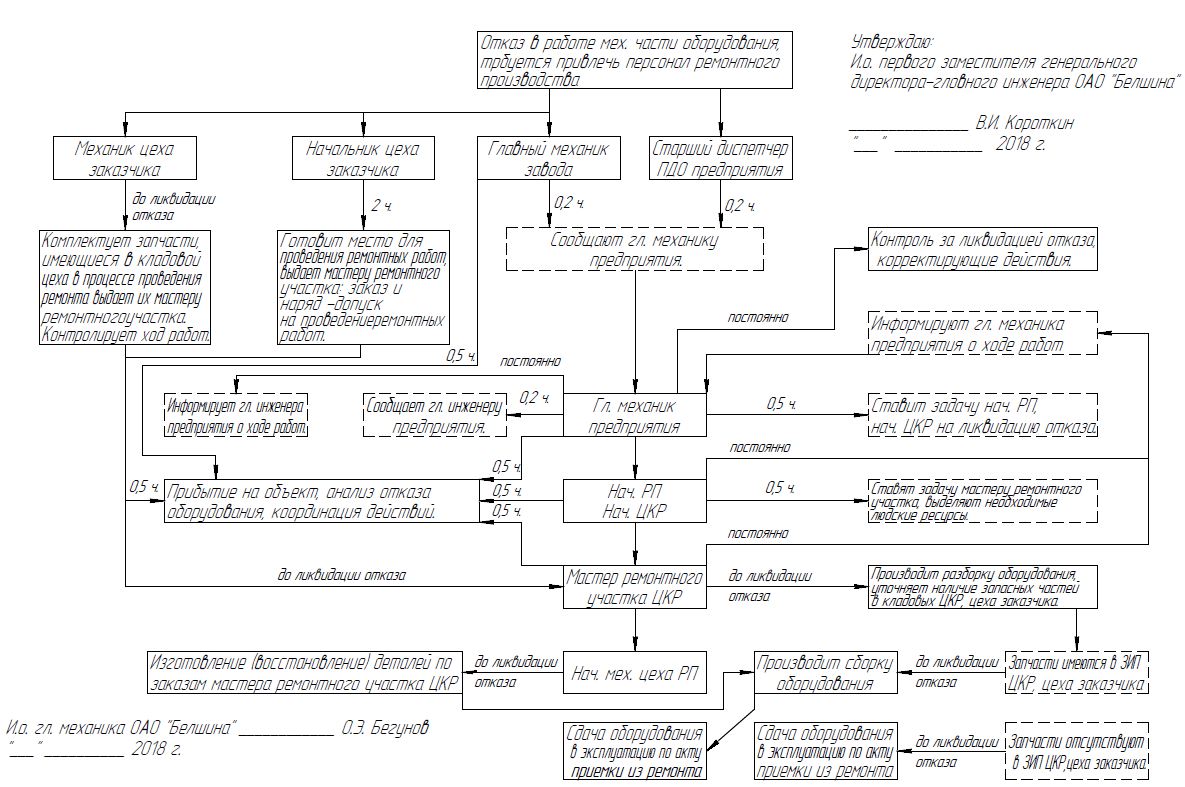 Отказ в работе мех. части оборудования,
трбуется привлечь персонал ремонтного
производства
Утверждаю:
И.о. первого заместителя генерального
директора-гловного инженера ОАО "Белшина"
_______________ В.И. Короткин
"___" ___________ 2018 г.
Механик цеха
заказчика
Начальник цеха
заказчика
Главный механик
завода
Старший диспетчер
ПДО предприятия
до ликвидации
отказа
2 ч.
0,2 ч.
0,2 ч.
Комплектует запчасти,
имеющиеся в кладовой
цеха в процессе проведения
ремонта выдает их мастеру
ремонтногоучастка.
Контролирует ход работ.
Готовит место для
проведения ремонтных работ,
выдает мастеру ремонтного
участка: заказ и
наряд -допуск
на проведениеремонтных
работ.
Сообщают гл. механику
предприятия.
Контроль за ликвидацией отказа,
корректирующие действия.
постоянно
Информируют гл. механика
предприятия о ходе работ
0,5 ч.
постоянно
Информирует гл. инженера
предприятия о ходе работ.
Сообщает гл. инженеру
предприятия.
0,2 ч.
Гл. механик
предприятия
0,5 ч.
Ставит задачу нач. РП,
нач. ЦКР на ликвидацию отказа.
постоянно
0,5 ч.
0,5 ч.
Прибытие на объект, анализ отказа
оборудования, координация действий.
0,5 ч.
0,5 ч.
Нач. РП
Нач. ЦКР
0,5 ч.
Ставят задачу мастеру ремонтного
участка, выделяют неодходимые
людские ресурсы.
постоянно
до ликвидации отказа
Мастер ремонтного
участка ЦКР
до ликвидации
отказа
Производит разборку оборудования,
уточняет наличие запасных частей
в кладовых ЦКР, цеха заказчика.
Изготовление (восстановление) деталей по
заказам мастера ремонтного участка ЦКР
до ликвидации
отказа
Нач. мех. цеха РП
Производит сборку
оборудования
до ликвидации
отказа
Запчасти имеются в ЗИП
ЦКР, цеха заказчика
И.о. гл. механика ОАО "Белшина" ____________ О.Э. Бегунов
"___" __________ 2018 г.
Сдача оборудования
в эксплуатацию по акту
приемки из ремонта
Сдача оборудования
в эксплуатацию по акту
приемки из ремонта
до ликвидации
отказа
Запчасти отсутствуют
в ЗИП ЦКР,цеха заказчика.